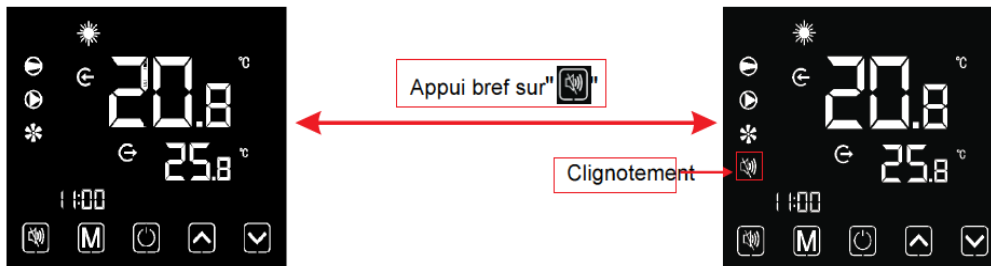 20.8 °C
25.8 °C
11:00
M
Appui bref sur" "
Clignotement
20.8 °C
25.8 °C
11:00
M